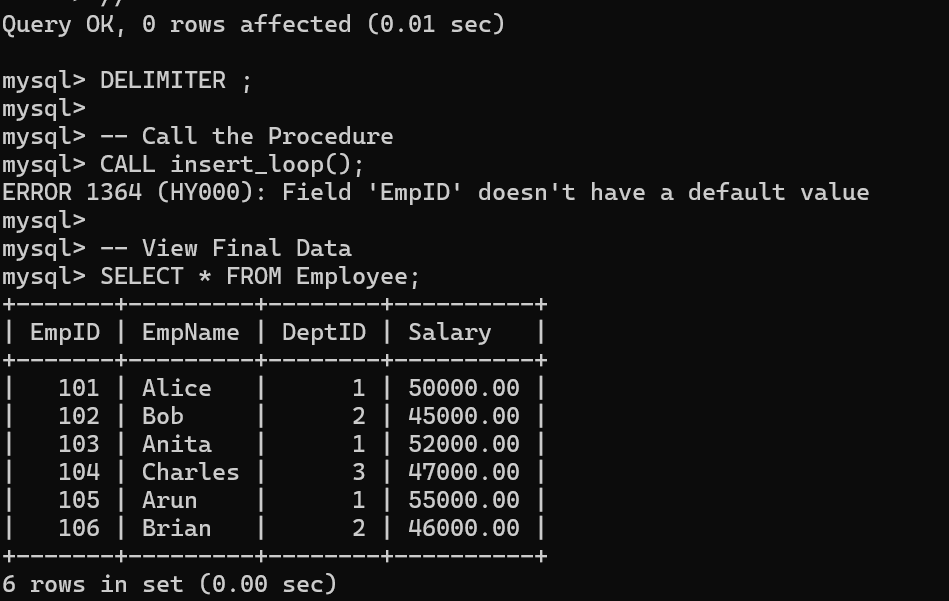 Query OK, 0 rows affected (0.01 sec)
mysql> DELIMITER ;
mysql>
mysql> -- Call the Procedure
mysql> CALL insert_loop();
ERROR 1364 (HY000): Field 'EmpID' doesn't have a default value
mysql>
mysql> -- View Final Data
mysql> SELECT * FROM Employee;
+-------+---------+--------+----------+
| EmpID | EmpName | DeptID | Salary   |
+-------+---------+--------+----------+
|   101 | Alice   |      1 | 50000.00 |
|   102 | Bob     |      2 | 45000.00 |
|   103 | Anita   |      1 | 52000.00 |
|   104 | Charles |      3 | 47000.00 |
|   105 | Arun    |      1 | 55000.00 |
|   106 | Brian   |      2 | 46000.00 |
+-------+---------+--------+----------+
6 rows in set (0.00 sec)